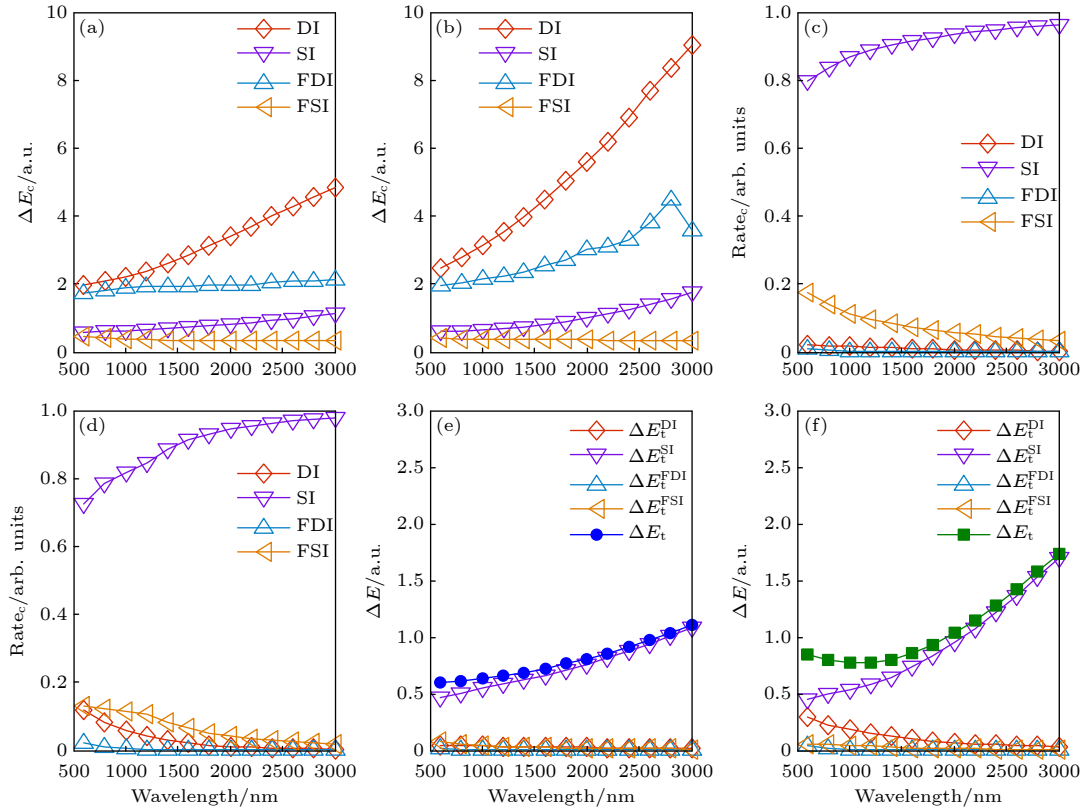 (a)
DI
SI
FDI
FSI
ΔE_c/a.u.
10
8
6
4
2
0
(b)
DI
SI
FDI
FSI
ΔE_c/a.u.
10
8
6
4
2
0
500 1000 1500 2000 2500 3000
(c)
DI
SI
FDI
FSI
Rate_c/arb. units
1.0
0.8
0.6
0.4
0.2
0
500 1000 1500 2000 2500 3000
(d)
DI
SI
FDI
FSI
Rate_c/arb. units
1.0
0.8
0.6
0.4
0.2
0
500 1000 1500 2000 2500 3000
Wavelength/nm
(e)
ΔE_t^DI
ΔE_t^SI
ΔE_t^FDI
ΔE_t^FSI
ΔE_t
ΔE/a.u.
3.0
2.5
2.0
1.5
1.0
0.5
0
500 1000 1500 2000 2500 3000
Wavelength/nm
(f)
ΔE_t^DI
ΔE_t^SI
ΔE_t^FDI
ΔE_t^FSI
ΔE_t
ΔE/a.u.
3.0
2.5
2.0
1.5
1.0
0.5
0
500 1000 1500 2000 2500 3000
Wavelength/nm